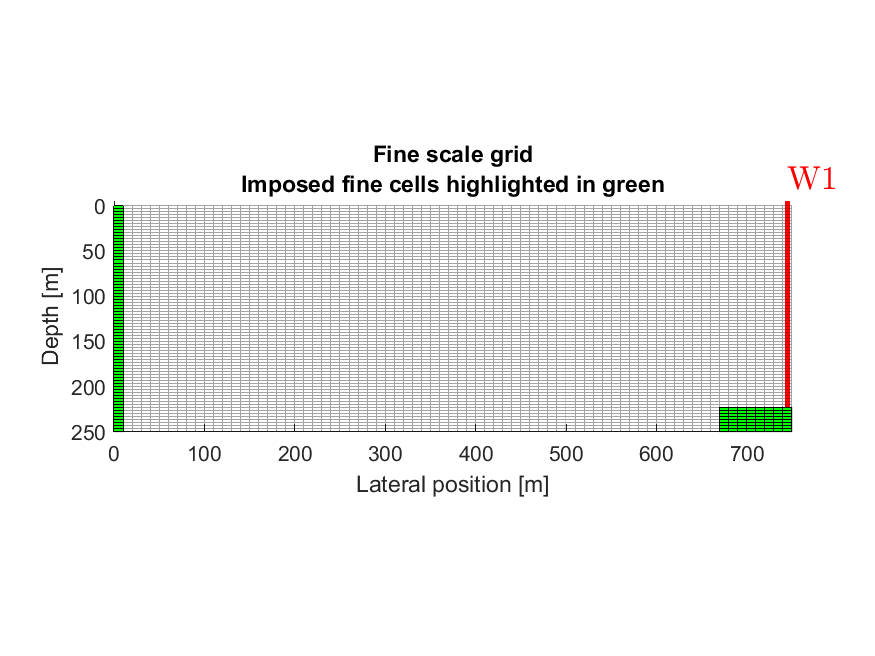 Fine scale grid
Imposed fine cells highlighted in green
W1
0
50
100
150
200
250
Depth [m]
0 100 200 300 400 500 600 700
Lateral position [m]